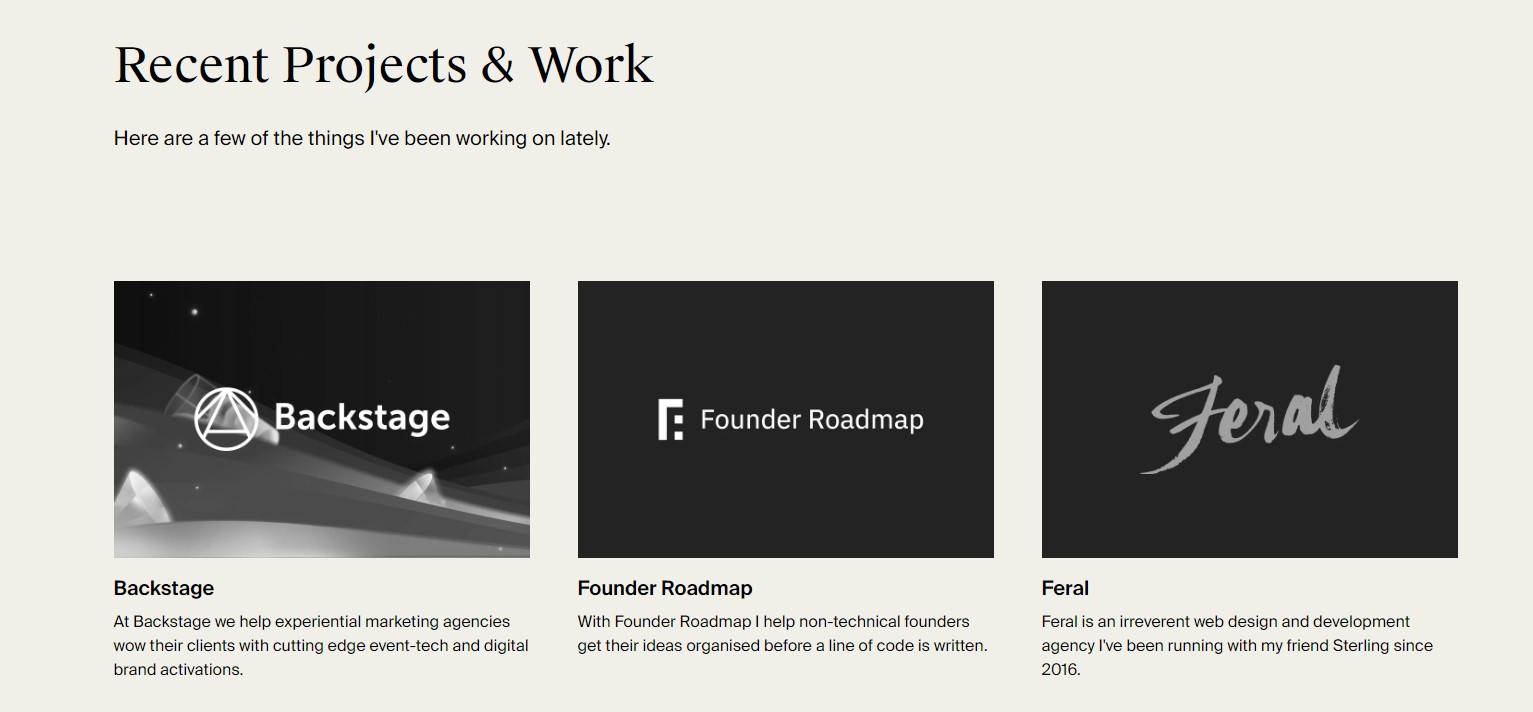 Recent Projects & Work
Here are a few of the things I've been working on lately.
Backstage
Founder Roadmap
Feral
Backstage
At Backstage we help experiential marketing agencies
wow their clients with cutting edge event-tech and digital
brand activations.
Founder Roadmap
With Founder Roadmap I help non-technical founders
get their ideas organised before a line of code is written.
Feral
Feral is an irreverent web design and development
agency I've been running with my friend Sterling since
2016.